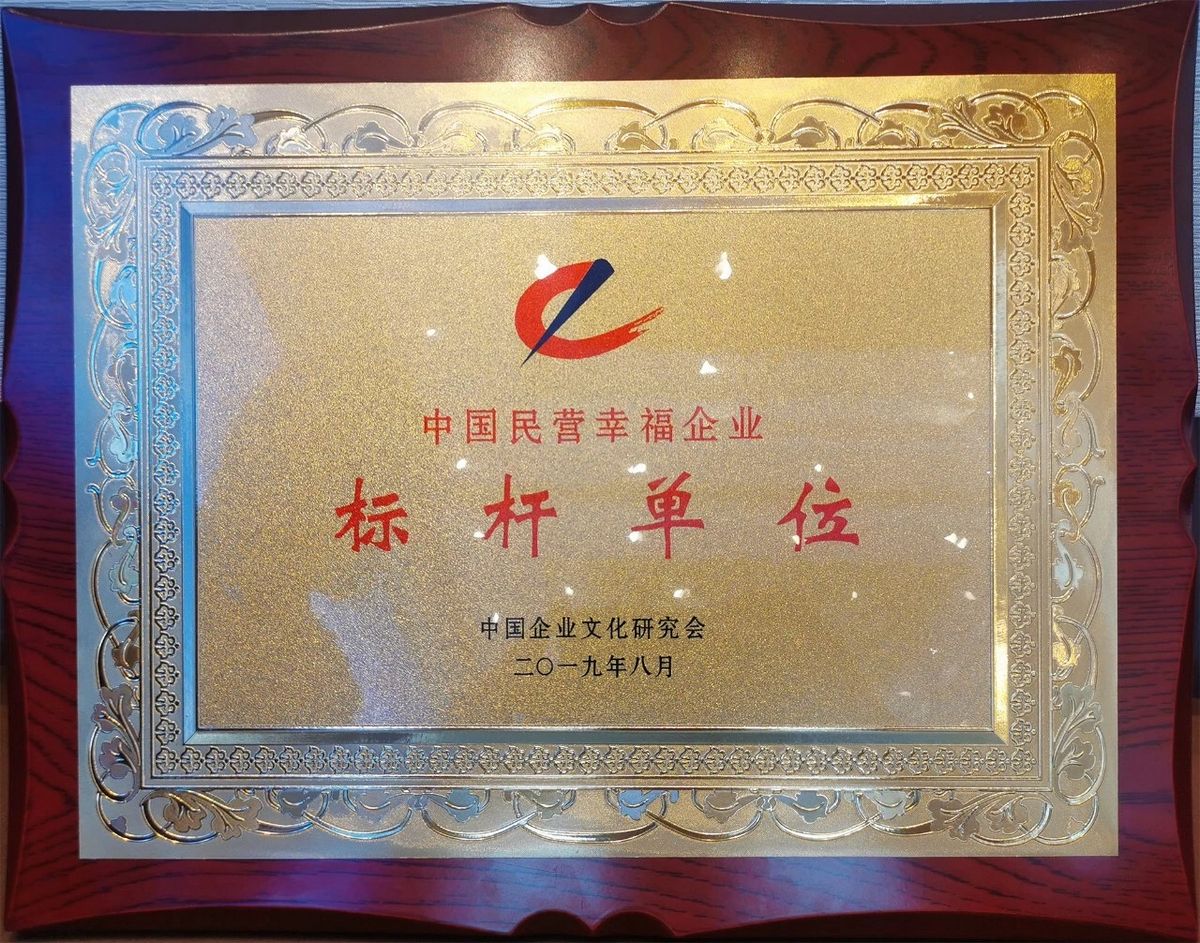 中国民营幸福企业
标杆单位
中国企业文化研究会
二〇一九年八月